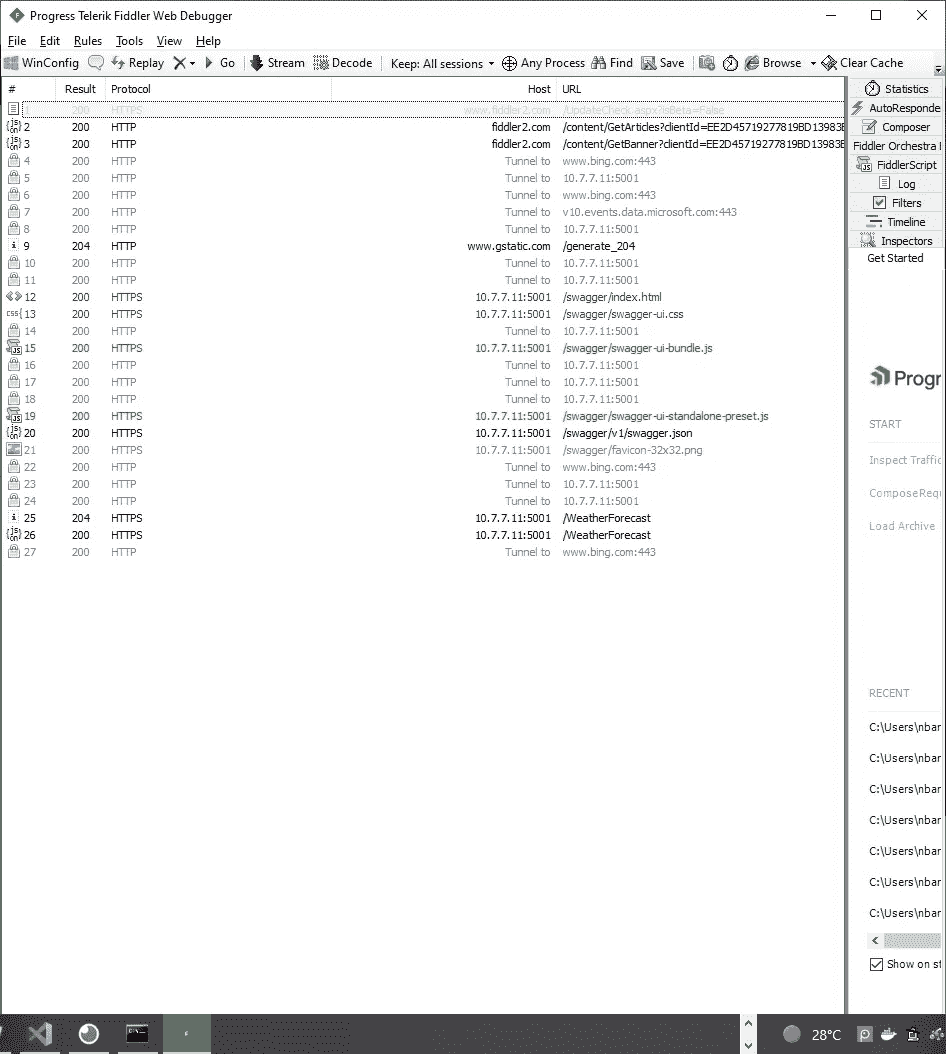 Progress Telerik Fiddler Web Debugger
File Edit Rules Tools View Help
WinConfig Replay Go Stream Decode Keep: All sessions Any Process Find Save Browse Clear Cache
# Result Protocol Host URL
1 200 HTTPS www.fiddler2.com /UpdateCheck.aspx?isBeta=False
2 200 HTTP fiddler2.com /content/GetArticles?clientId=EE2D45719277819BD13983E
3 200 HTTP fiddler2.com /content/GetBanner?clientId=EE2D45719277819BD13983E
4 200 HTTP Tunnel to www.bing.com:443
5 200 HTTP Tunnel to 10.7.7.11:5001
6 200 HTTP Tunnel to www.bing.com:443
7 200 HTTP Tunnel to v10.events.data.microsoft.com:443
8 200 HTTP Tunnel to 10.7.7.11:5001
9 204 HTTP www.gstatic.com /generate_204
10 200 HTTP Tunnel to 10.7.7.11:5001
11 200 HTTP Tunnel to 10.7.7.11:5001
12 200 HTTPS 10.7.7.11:5001 /swagger/index.html
13 200 HTTPS 10.7.7.11:5001 /swagger/swagger-ui.css
14 200 HTTP Tunnel to 10.7.7.11:5001
15 200 HTTPS 10.7.7.11:5001 /swagger/swagger-ui-bundle.js
16 200 HTTP Tunnel to 10.7.7.11:5001
17 200 HTTP Tunnel to 10.7.7.11:5001
18 200 HTTP Tunnel to 10.7.7.11:5001
19 200 HTTPS 10.7.7.11:5001 /swagger/swagger-ui-standalone-preset.js
20 200 HTTPS 10.7.7.11:5001 /swagger/v1/swagger.json
21 200 HTTPS 10.7.7.11:5001 /swagger/favicon-32x32.png
22 200 HTTP Tunnel to www.bing.com:443
23 200 HTTP Tunnel to 10.7.7.11:5001
24 200 HTTP Tunnel to 10.7.7.11:5001
25 204 HTTPS 10.7.7.11:5001 /WeatherForecast
26 200 HTTPS 10.7.7.11:5001 /WeatherForecast
27 200 HTTP Tunnel to www.bing.com:443
Statistics
AutoResponde
Composer
Fiddler Orchestra
FiddlerScript
Log
Filters
Timeline
Inspectors
Get Started
Progr
START
Inspect Traffic
Compose Requ
Load Archive
RECENT
C:\Users\nbar
C:\Users\nbar
C:\Users\nbar
C:\Users\nbar
C:\Users\nbar
C:\Users\nbar
C:\Users\nbar
Show on st
28°C